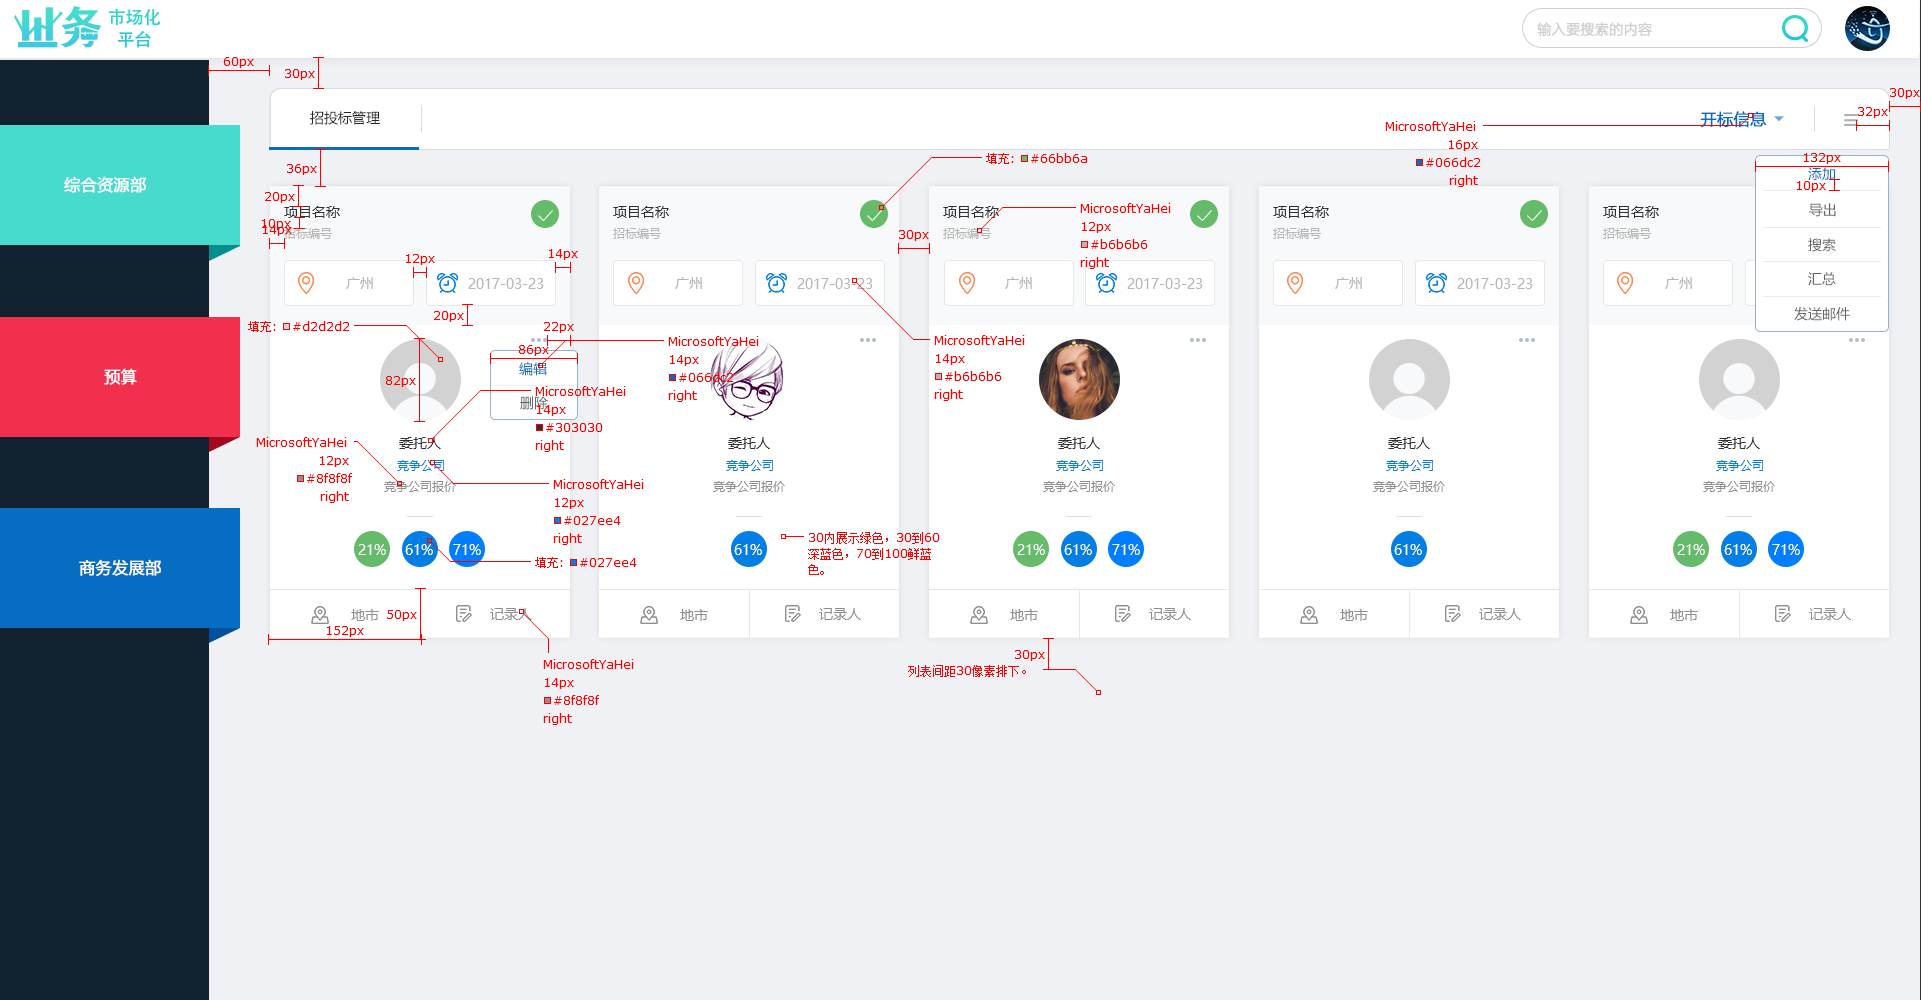 业务 市场化
平台
输入要搜索的内容
60px
30px
30px
32px
招投标管理
开标信息
MicrosoftYaHei
16px
#066dc2
right
综合资源部
预算
商务发展部
36px
20px
10px
14px
项目名称
招标编号
12px
14px
广州
2017-03-23
20px
填充：#d2d2d2
22px
86px
编辑
删除
82px
MicrosoftYaHei
14px
#066dc2
right
MicrosoftYaHei
14px
#303030
right
委托人
竞争公司
竞争公司报价
MicrosoftYaHei
12px
#8f8f8f
right
MicrosoftYaHei
12px
#027ee4
right
21%
61%
71%
填充：#027ee4
地市
50px
记录人
152px
MicrosoftYaHei
14px
#8f8f8f
right
填充：#66bb6a
项目名称
招标编号
30px
广州
2017-03-23
委托人
竞争公司
竞争公司报价
61%
30内展示绿色，30到60
深蓝色，70到100鲜蓝
色。
地市
记录人
项目名称
招标编号
MicrosoftYaHei
12px
#b6b6b6
right
广州
2017-03-23
MicrosoftYaHei
14px
#b6b6b6
right
委托人
竞争公司
竞争公司报价
21%
61%
71%
地市
记录人
30px
列表间距30像素排下。
项目名称
招标编号
广州
2017-03-23
委托人
竞争公司
竞争公司报价
61%
地市
记录人
项目名称
招标编号
广州
132px
添加
10px
导出
搜索
汇总
发送邮件
委托人
竞争公司
竞争公司报价
21%
61%
71%
地市
记录人